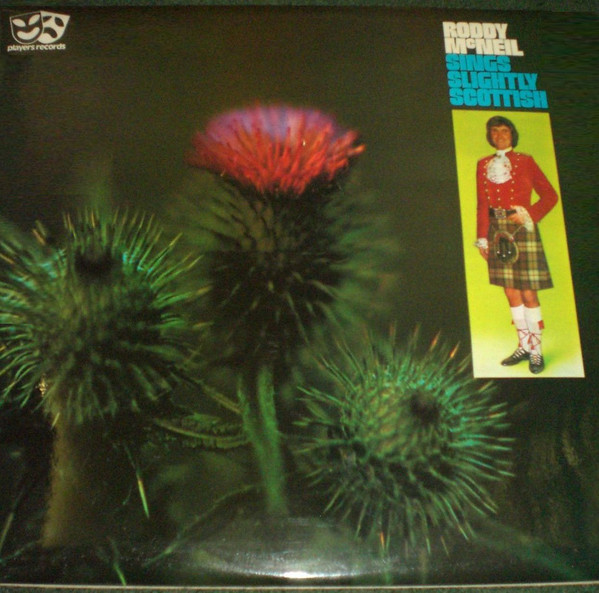 players records
RODDY
McNEIL
SINGS
SLIGHTLY
SCOTTISH